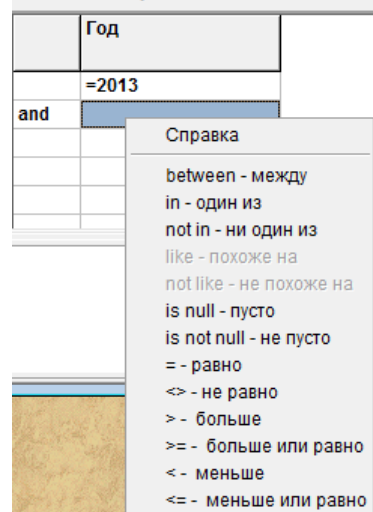 Год
=2013
and
Справка
between - между
in - один из
not in - ни один из
like - похоже на
not like - не похоже на
is null - пусто
is not null - не пусто
= - равно
<> - не равно
> -  больше
>= -  больше или равно
< -  меньше
<= -  меньше или равно